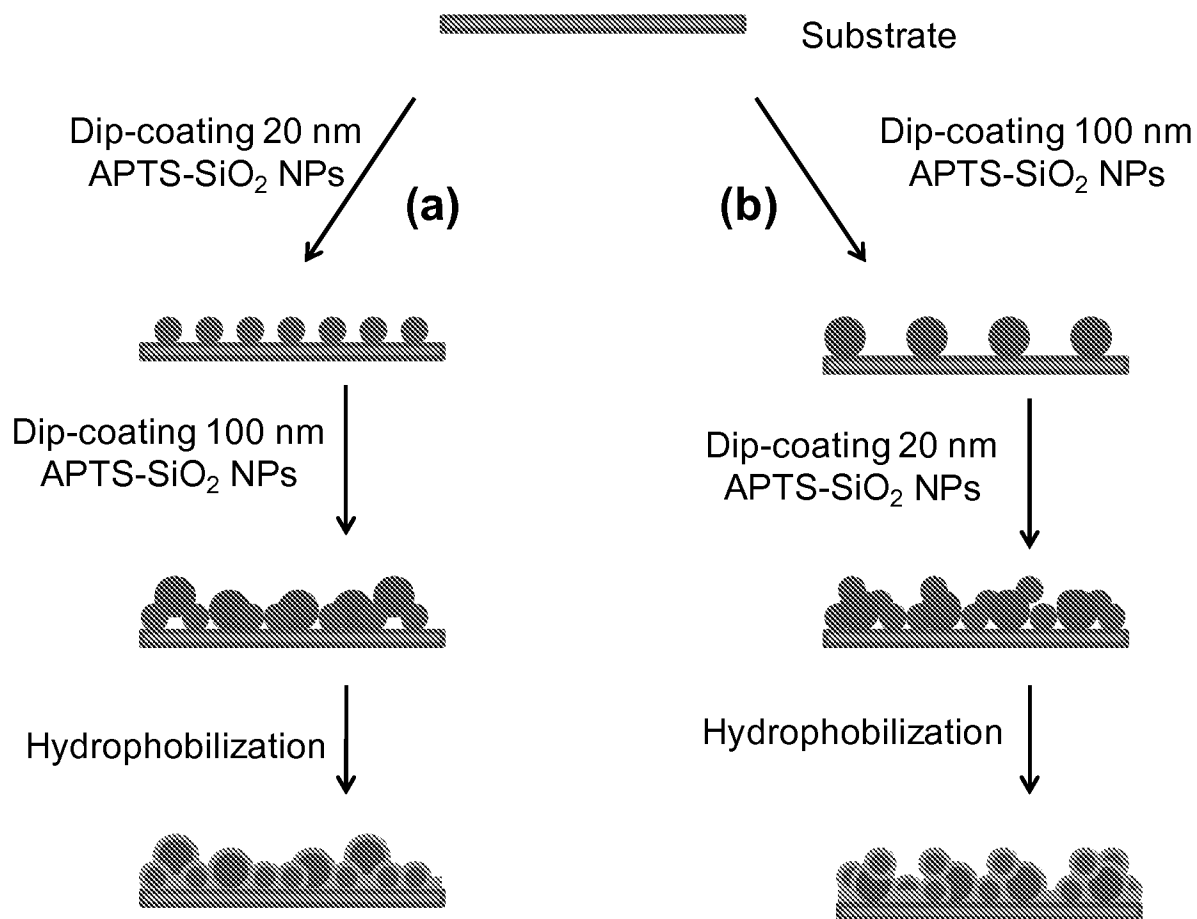 Substrate
Dip-coating 20 nm
APTS-SiO₂ NPs
(a)
(b)
Dip-coating 100 nm
APTS-SiO₂ NPs
Dip-coating 100 nm
APTS-SiO₂ NPs
Dip-coating 20 nm
APTS-SiO₂ NPs
Hydrophobilization
Hydrophobilization